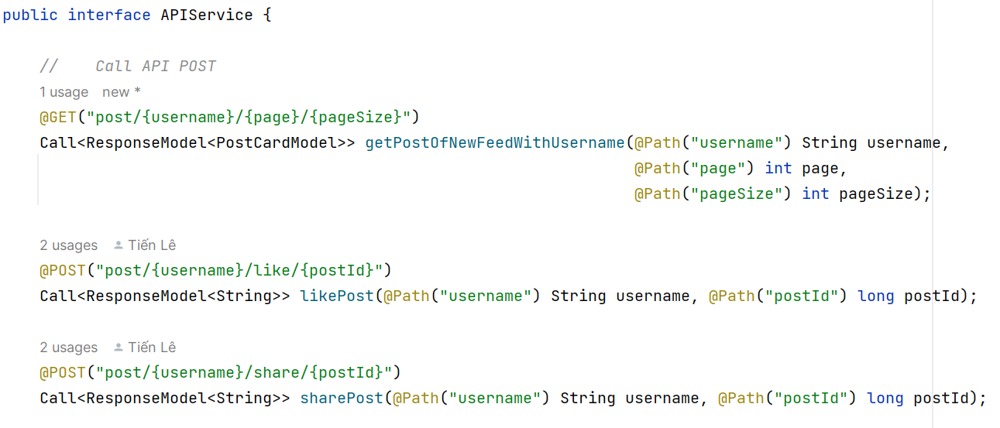 public interface APIService {
//    Call API POST
1 usage   new *
@GET("post/{username}/{page}/{pageSize}")
Call<ResponseModel<PostCardModel>> getPostOfNewFeedWithUsername(@Path("username") String username,
@Path("page") int page,
@Path("pageSize") int pageSize);
2 usages   Tiến Lê
@POST("post/{username}/like/{postId}")
Call<ResponseModel<String>> likePost(@Path("username") String username, @Path("postId") long postId);
2 usages   Tiến Lê
@POST("post/{username}/share/{postId}")
Call<ResponseModel<String>> sharePost(@Path("username") String username, @Path("postId") long postId);